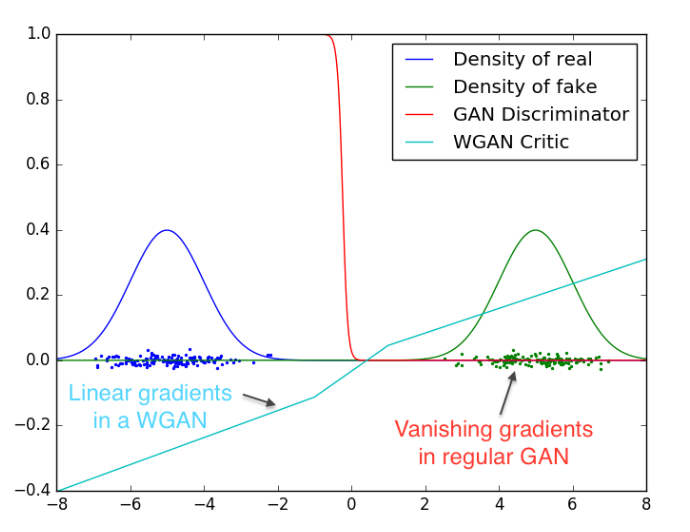 1.0
0.8
0.6
0.4
0.2
0.0
−0.2
−0.4
−8
−6
−4
−2
0
2
4
6
8
Density of real
Density of fake
GAN Discriminator
WGAN Critic
Linear gradients
in a WGAN
Vanishing gradients
in regular GAN